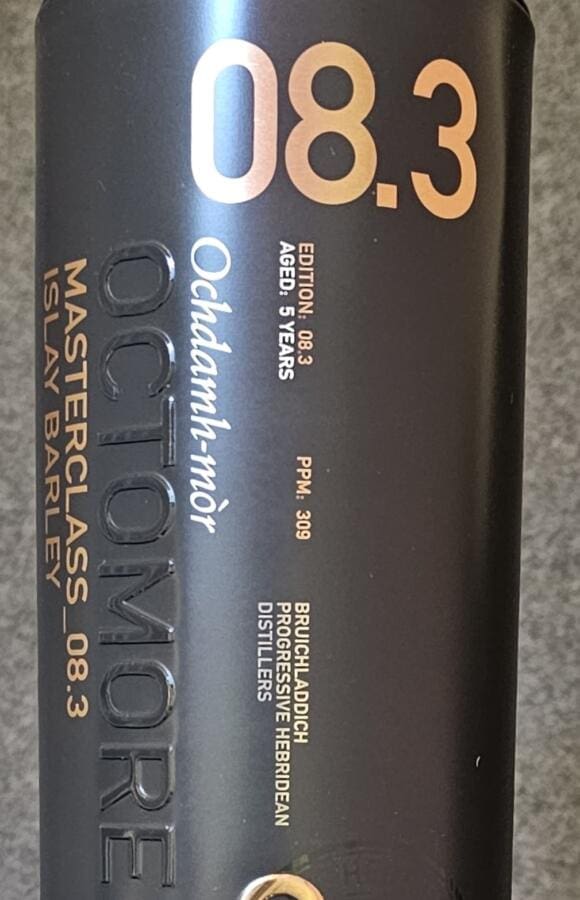 08.3
EDITION: 08.3
AGED: 5 YEARS
PPM: 309
BRUICHLADDICH
PROGRESSIVE HEBRIDEAN
DISTILLERS
Ochdamh-mòr
OCTOMORE
MASTERCLASS_08.3
ISLAY BARLEY